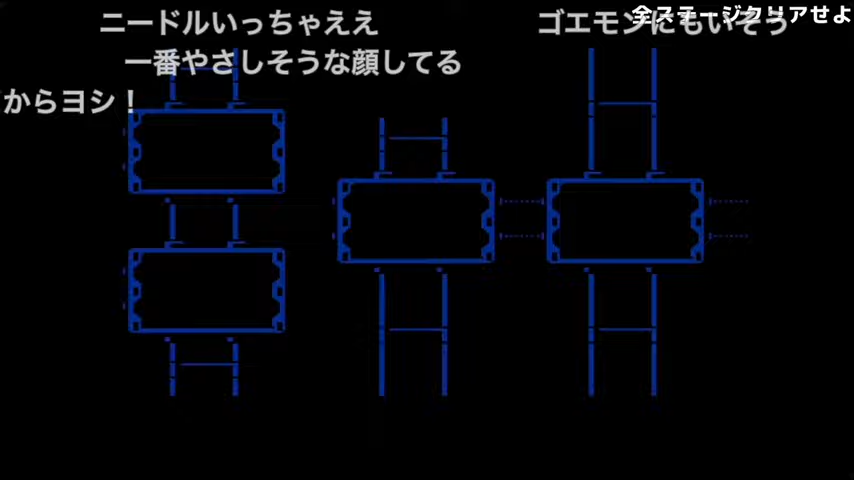 全ステージクリアせよ
ニードルいっちゃええ
ゴエモンにもいそう
一番やさしそうな顔してる
からヨシ！